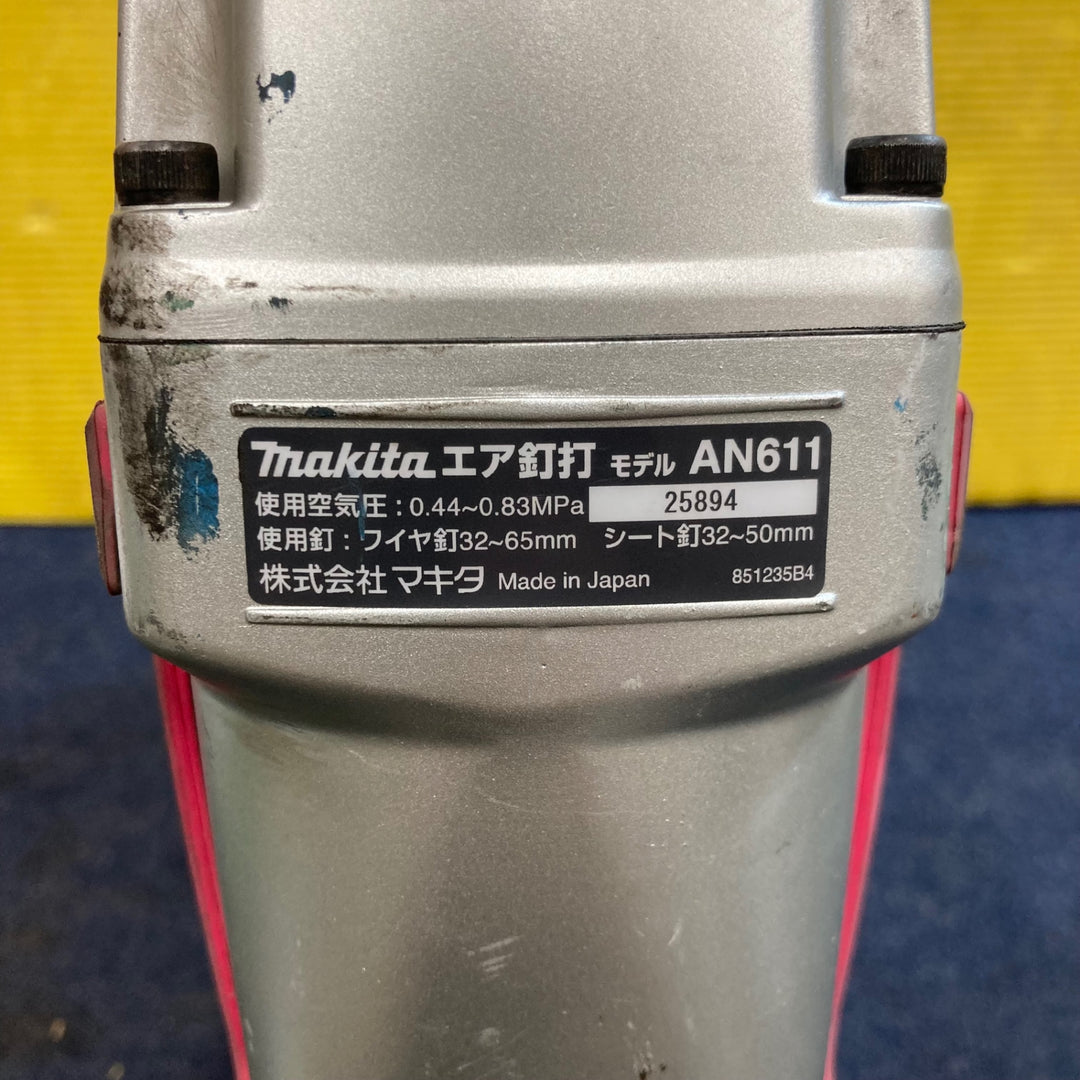 makita エア釘打 モデル AN611
使用空気圧：0.44~0.83MPa 25894
使用釘：ワイヤ釘32~65mm シート釘32~50mm
株式会社マキタ Made in Japan 851235B4